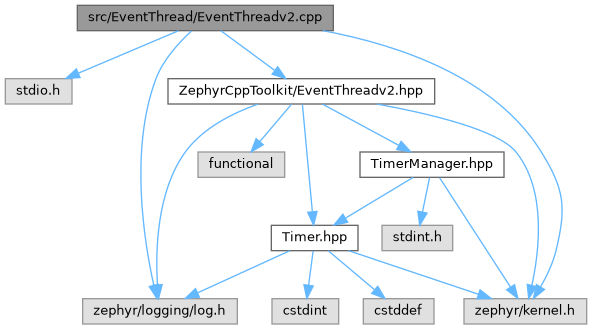 src/EventThread/EventThreadv2.cpp
stdio.h
ZephyrCppToolkit/EventThreadv2.hpp
functional
TimerManager.hpp
Timer.hpp
stdint.h
zephyr/logging/log.h
cstdint
cstddef
zephyr/kernel.h